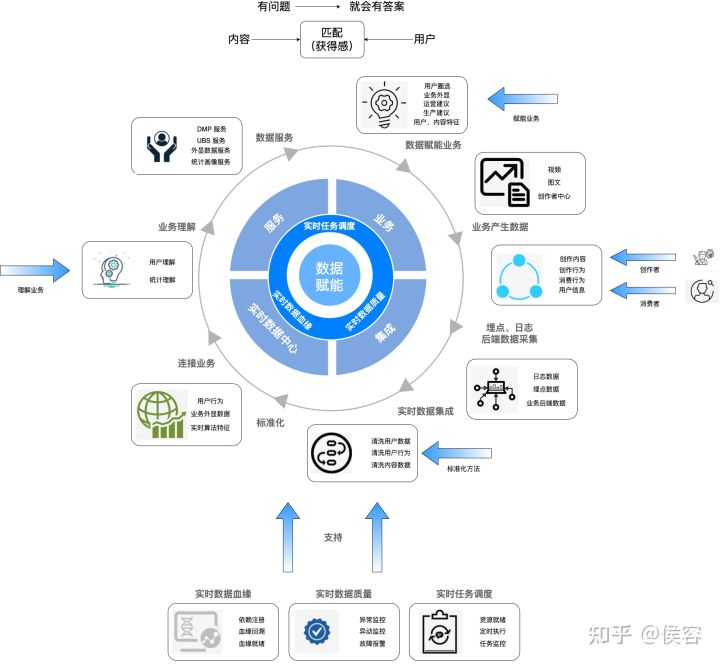 有问题 就会有答案
内容 匹配 用户
(获得感)
用户圈选
业务外显
运营建议
生产建议
用户、内容特征
赋能业务
DMP 服务
UBS 服务
外显数据服务
统计画像服务
数据服务
数据赋能业务
视频
图文
创作者中心
业务理解
业务产生数据
服务
业务
实时任务调度
数据
赋能
实时数据血缘
实时数据质量
实时数据中心
集成
用户理解
统计理解
理解业务
创作内容
创作行为
消费行为
用户信息
创作者
消费者
埋点、日志
后端数据采集
连接业务
日志数据
埋点数据
业务后端数据
用户行为
业务外显数据
实时算法特征
标准化
实时数据集成
清洗用户数据
清洗用户行为
清洗内容数据
标准化方法
支持
实时数据血缘 实时数据质量 实时任务调度
依赖注册
血缘回溯
血缘就绪
异常监控
异动监控
故障报警
资源就绪
定时执行
任务监控
知乎 @侯容